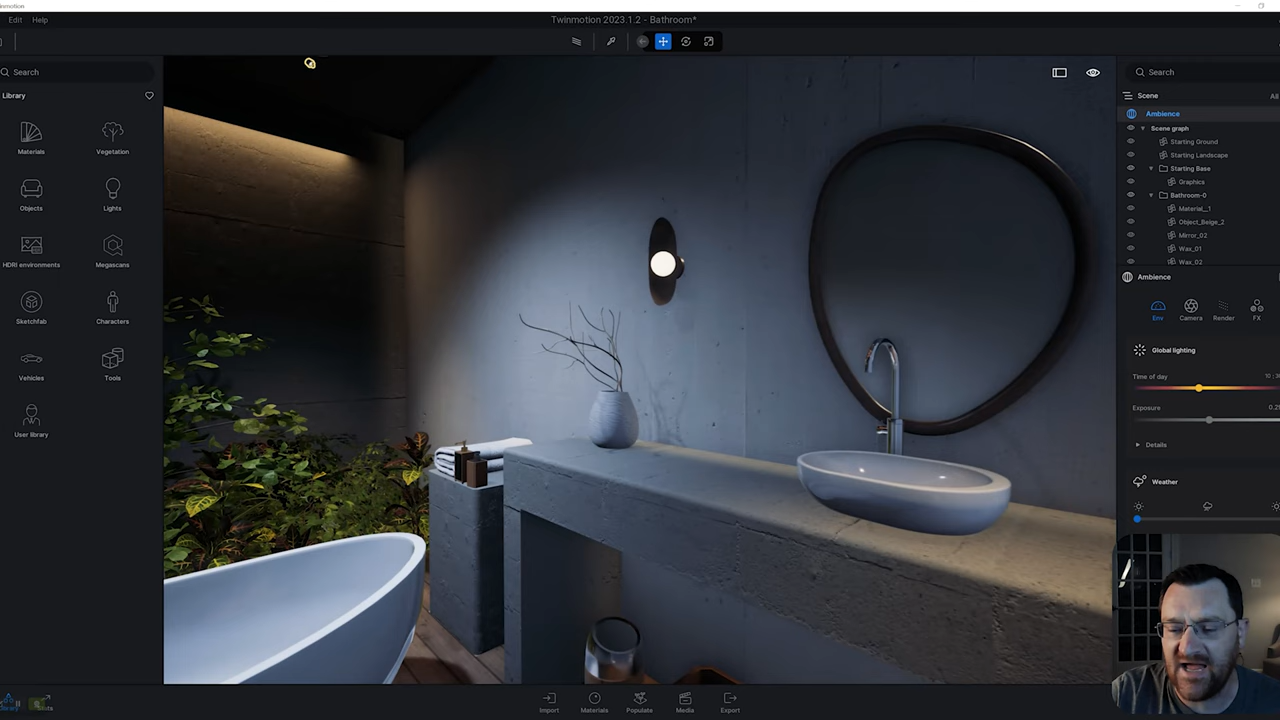 Twinmotion 2023.1.2 - Bathroom*
Edit Help
Search
Library
Materials
Vegetation
Objects
Lights
HDRI environments
Megascans
Sketchfab
Characters
Vehicles
Tools
User library
Import
Materials
Populate
Media
Export
Search
Scene
All
Ambience
Scene graph
Starting Ground
Starting Landscape
Starting Base
Graphics
Bathroom-0
Material__1
Object_Beige_2
Mirror_02
Wax_01
Wax_02
Ambience
Env
Camera
Render
FX
Global lighting
Time of day
Exposure
Details
Weather